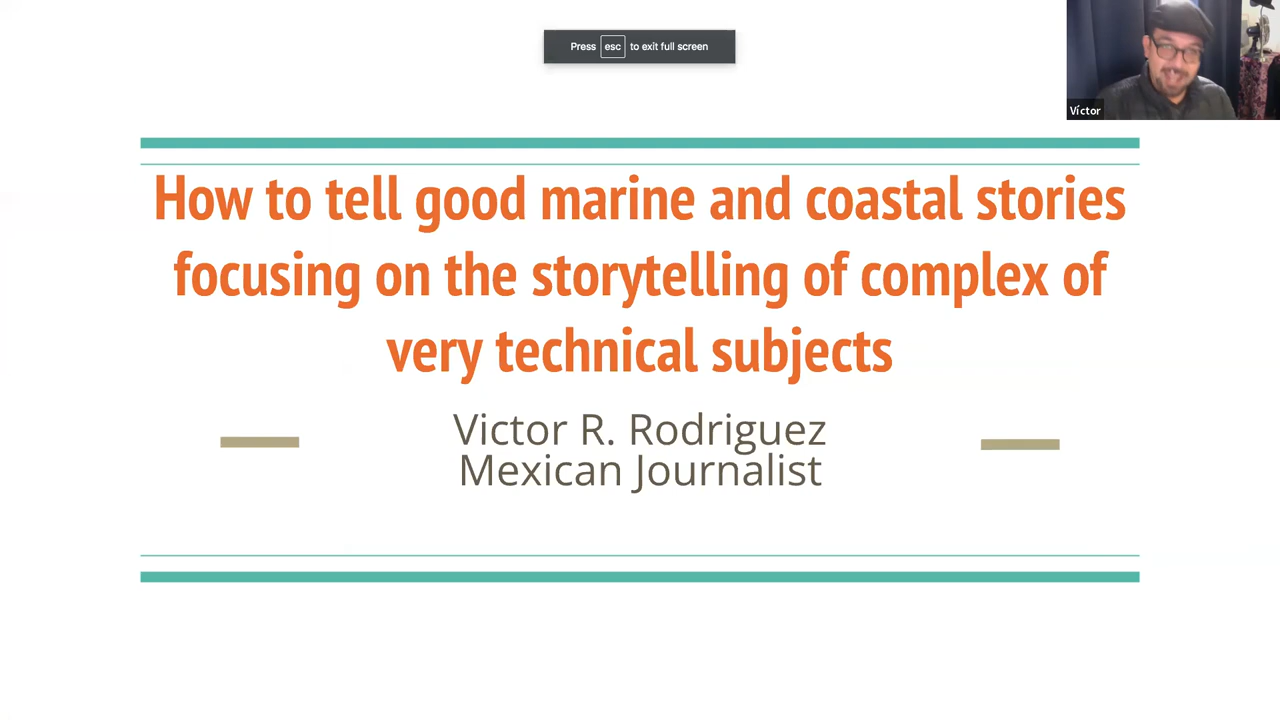 Press esc to exit full screen
Víctor
How to tell good marine and coastal stories
focusing on the storytelling of complex of
very technical subjects
Victor R. Rodriguez
Mexican Journalist